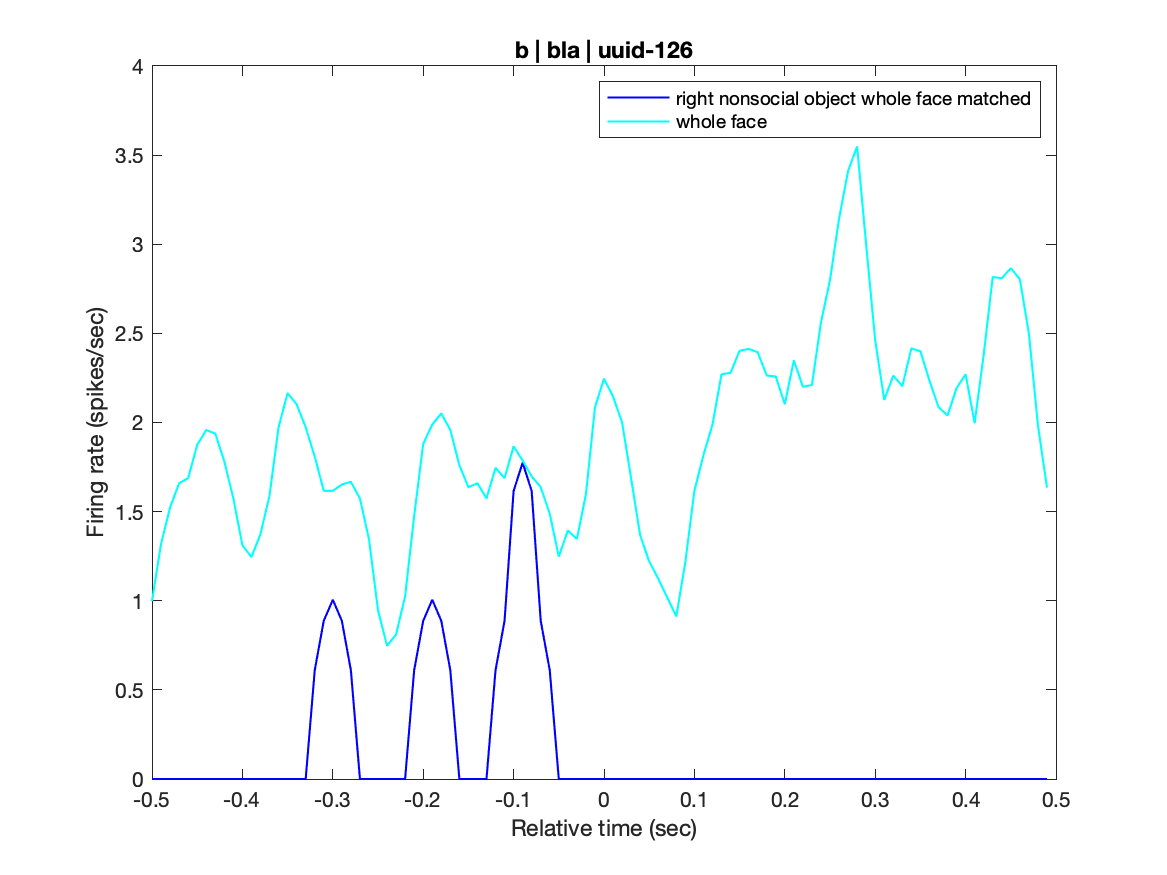 b | bla | uuid-126
right nonsocial object whole face matched
whole face
Firing rate (spikes/sec)
4
3.5
3
2.5
2
1.5
1
0.5
0
-0.5 -0.4 -0.3 -0.2 -0.1 0 0.1 0.2 0.3 0.4 0.5
Relative time (sec)